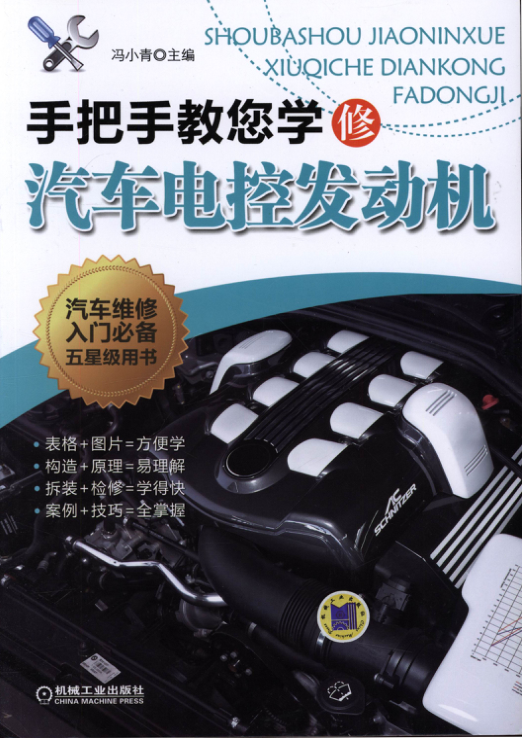 冯小青◎主编
SHOUBASHOU JIAONINXUE
XIUQICHE DIANKONG
FADONGJI
手把手教您学修
汽车电控发动机
汽车维修
入门必备
五星级用书
•表格+图片=方便学
•构造+原理=易理解
•拆装+检修=学得快
•案例+技巧=全掌握
AC
SCHNITZER
机械工业出版社
CHINA MACHINE PRESS